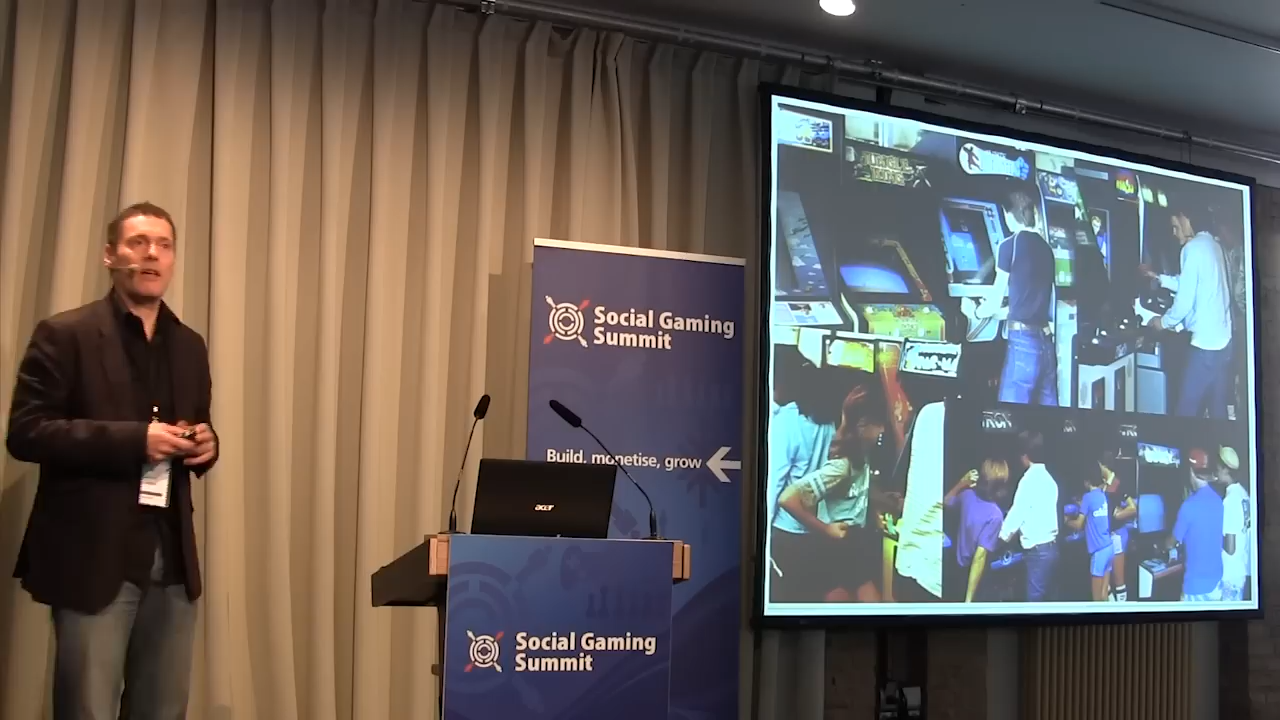 Social Gaming
Summit
Build, monetise, grow
acer
Social Gaming
Summit
JUNGLE
KING
TRON